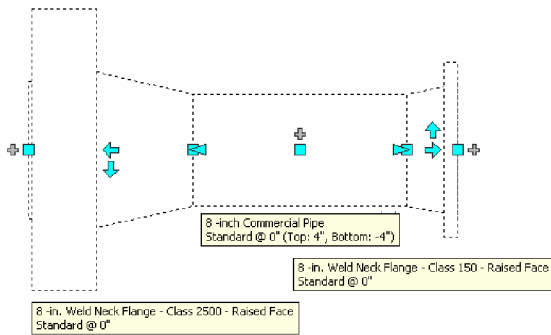 8 -inch Commercial Pipe
Standard @ 0" (Top: 4", Bottom: -4")
8 -in. Weld Neck Flange - Class 150 - Raised Face
Standard @ 0"
8 -in. Weld Neck Flange - Class 2500 - Raised Face
Standard @ 0"